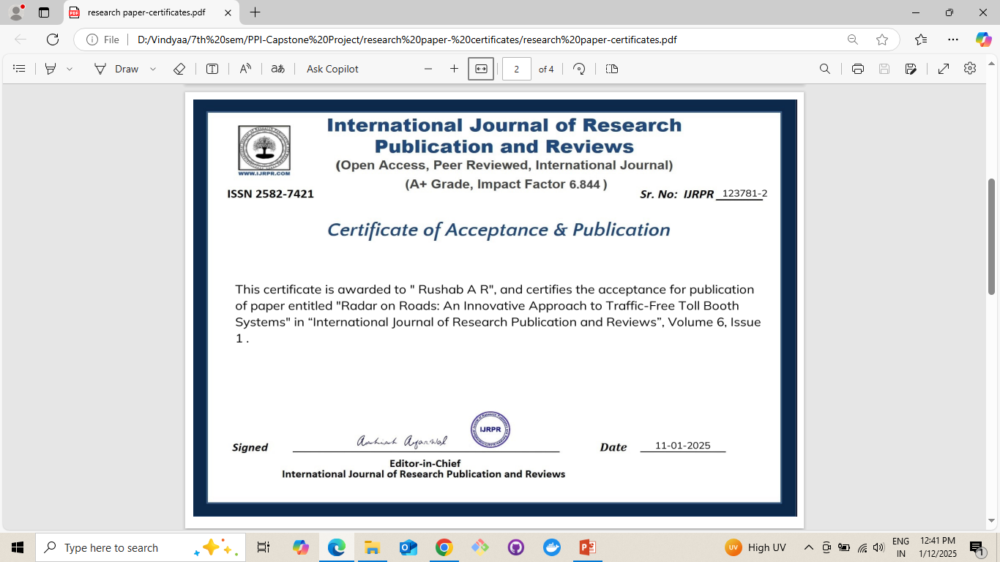 research paper-certificates.pdf
File
D:/Vindyaa/7th%20sem/PPI-Capstone%20Project/research%20paper-%20certificates/research%20paper-certificates.pdf
Draw
Ask Copilot
2
of 4
International Journal of Research
Publication and Reviews
(Open Access, Peer Reviewed, International Journal)
(A+ Grade, Impact Factor 6.844 )
WWW.IJRPR.COM
ISSN 2582-7421
Sr. No: IJRPR 123781-2
Certificate of Acceptance & Publication
This certificate is awarded to " Rushab A R", and certifies the acceptance for publication
of paper entitled "Radar on Roads: An Innovative Approach to Traffic-Free Toll Booth
Systems" in “International Journal of Research Publication and Reviews”, Volume 6, Issue
1 .
IJRPR
Signed
Date
11-01-2025
Editor-in-Chief
International Journal of Research Publication and Reviews
Type here to search
UV
High UV
ENG
IN
12:41 PM
1/12/2025
1